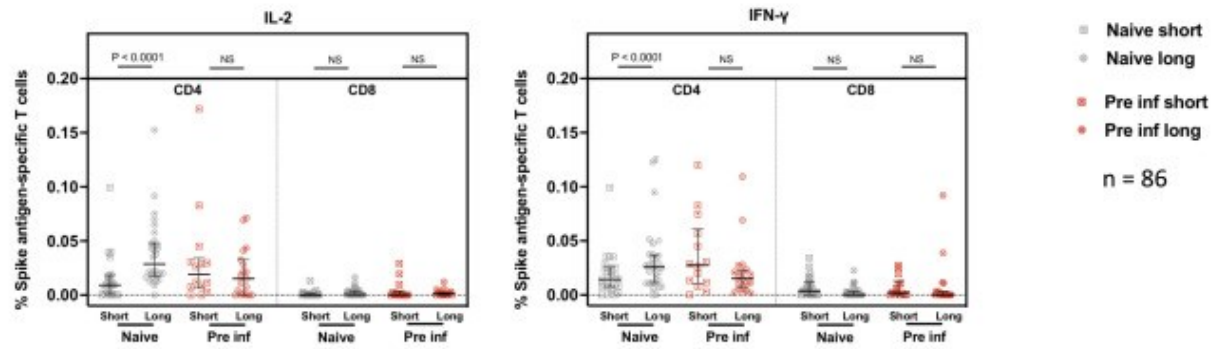 IL-2
P < 0.0001 NS NS NS
CD4 CD8
% Spike antigen-specific T cells
0.20
0.15
0.10
0.05
0.00
Short Long Short Long Short Long Short Long
Naive Pre inf Naive Pre inf
IFN-γ
P < 0.0001 NS NS NS
CD4 CD8
% Spike antigen-specific T cells
0.20
0.15
0.10
0.05
0.00
Short Long Short Long Short Long Short Long
Naive Pre inf Naive Pre inf
Naive short
Naive long
Pre inf short
Pre inf long
n = 86